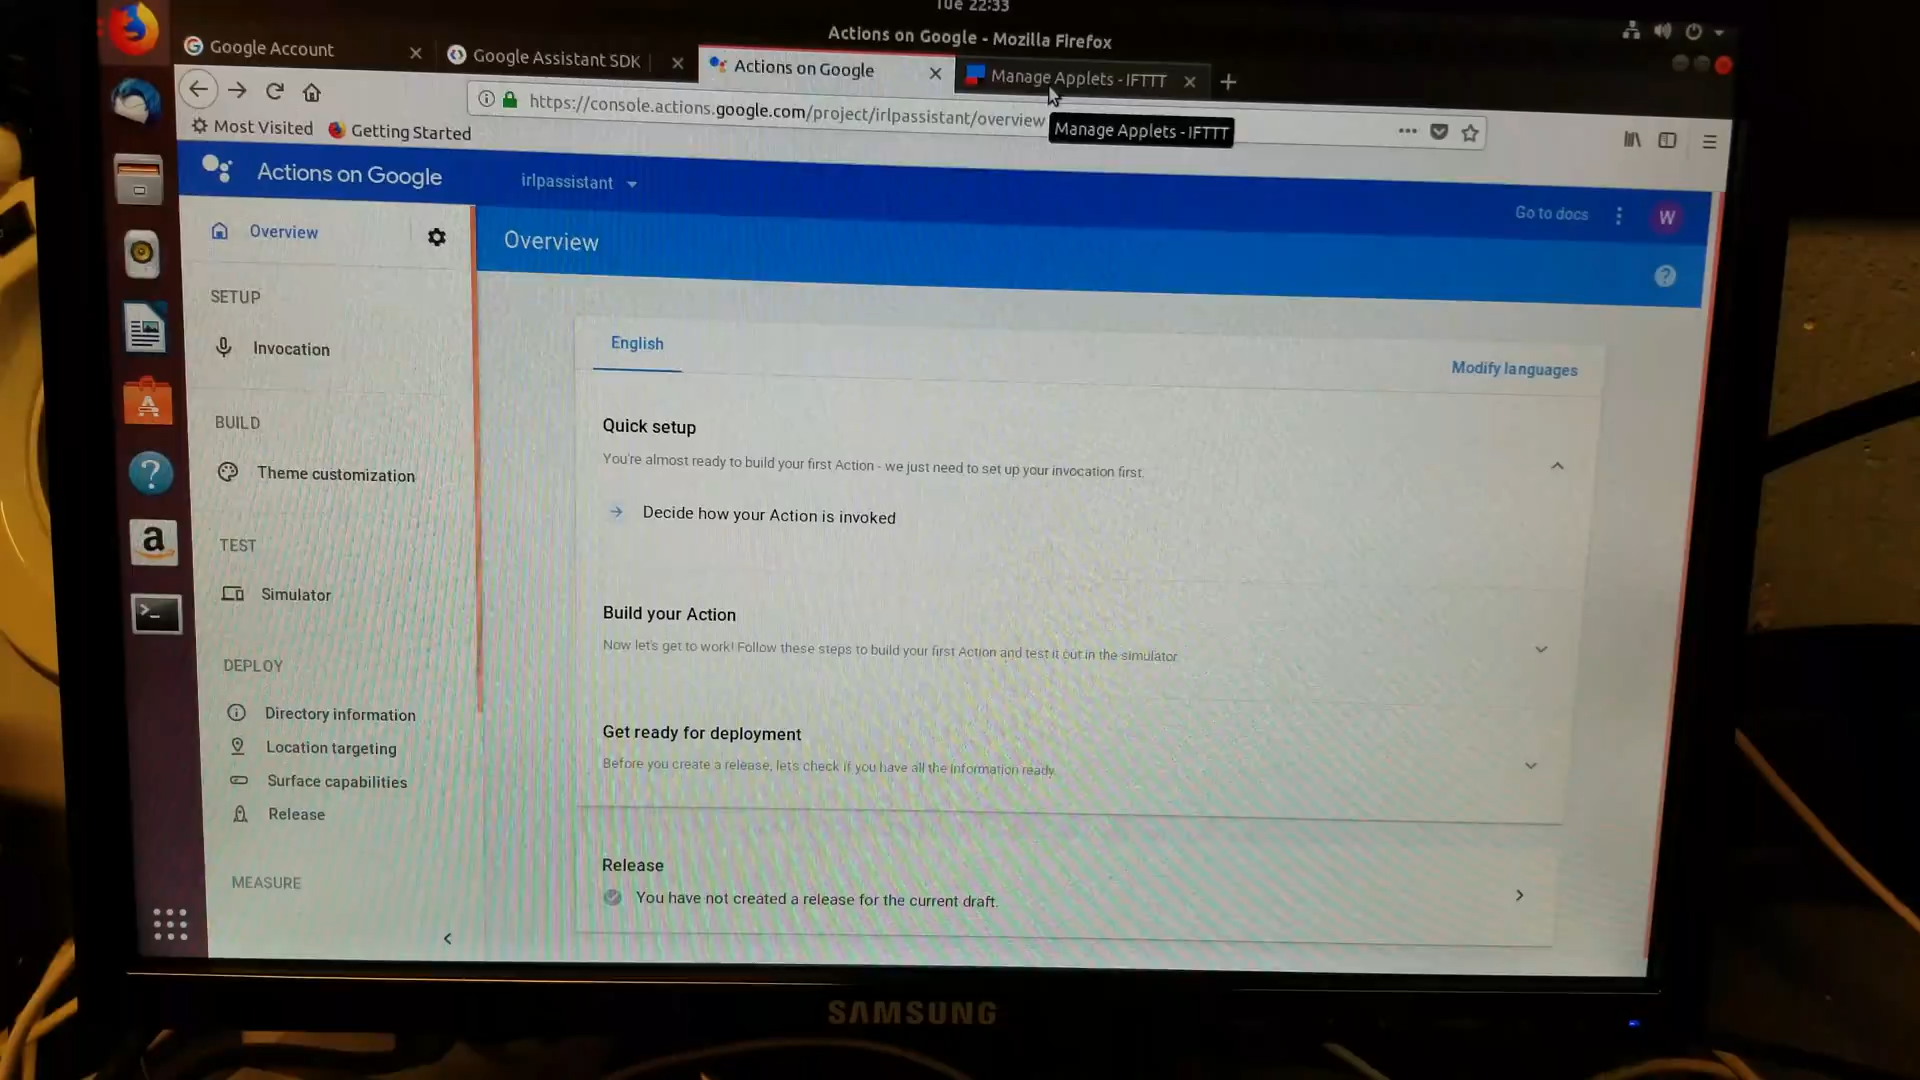 Tue 22:33
Actions on Google - Mozilla Firefox
Google Account
Google Assistant SDK
Actions on Google
Manage Applets - IFTTT
https://console.actions.google.com/project/irlpassistant/overview
Manage Applets - IFTTT
Most Visited
Getting Started
Actions on Google
irlpassistant
Go to docs
W
Overview
Overview
?
SETUP
Invocation
BUILD
Theme customization
TEST
Simulator
DEPLOY
Directory information
Location targeting
Surface capabilities
Release
MEASURE
English
Modify languages
Quick setup
You're almost ready to build your first Action - we just need to set up your invocation first.
Decide how your Action is invoked
Build your Action
Now let's get to work! Follow these steps to build your first Action and test it out in the simulator
Get ready for deployment
Before you create a release, lets check if you have all the information ready.
Release
You have not created a release for the current draft.
SAMSUNG